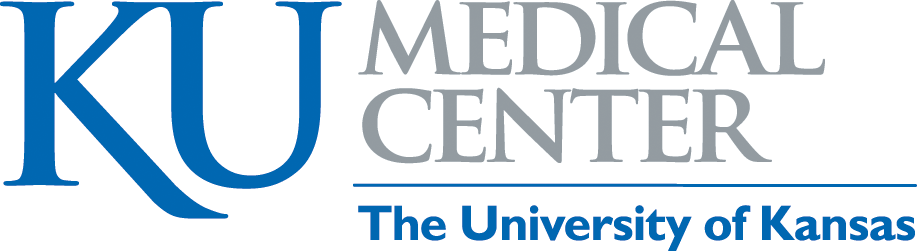 KU
MEDICAL
CENTER
The University of Kansas